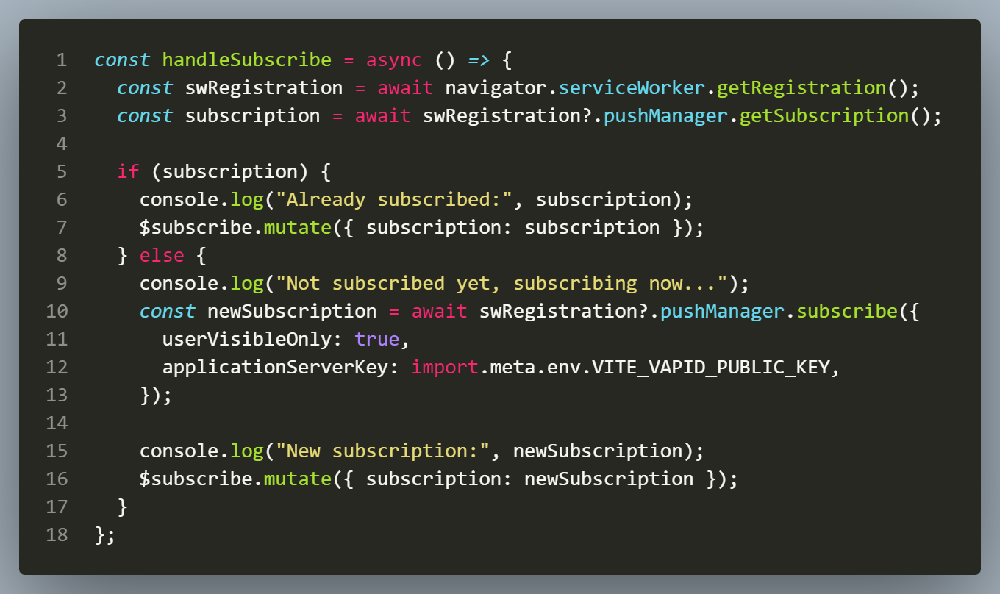 1 const handleSubscribe = async () => {
2   const swRegistration = await navigator.serviceWorker.getRegistration();
3   const subscription = await swRegistration?.pushManager.getSubscription();
4
5   if (subscription) {
6     console.log("Already subscribed:", subscription);
7     $subscribe.mutate({ subscription: subscription });
8   } else {
9     console.log("Not subscribed yet, subscribing now...");
10     const newSubscription = await swRegistration?.pushManager.subscribe({
11       userVisibleOnly: true,
12       applicationServerKey: import.meta.env.VITE_VAPID_PUBLIC_KEY,
13     });
14
15     console.log("New subscription:", newSubscription);
16     $subscribe.mutate({ subscription: newSubscription });
17   }
18 };